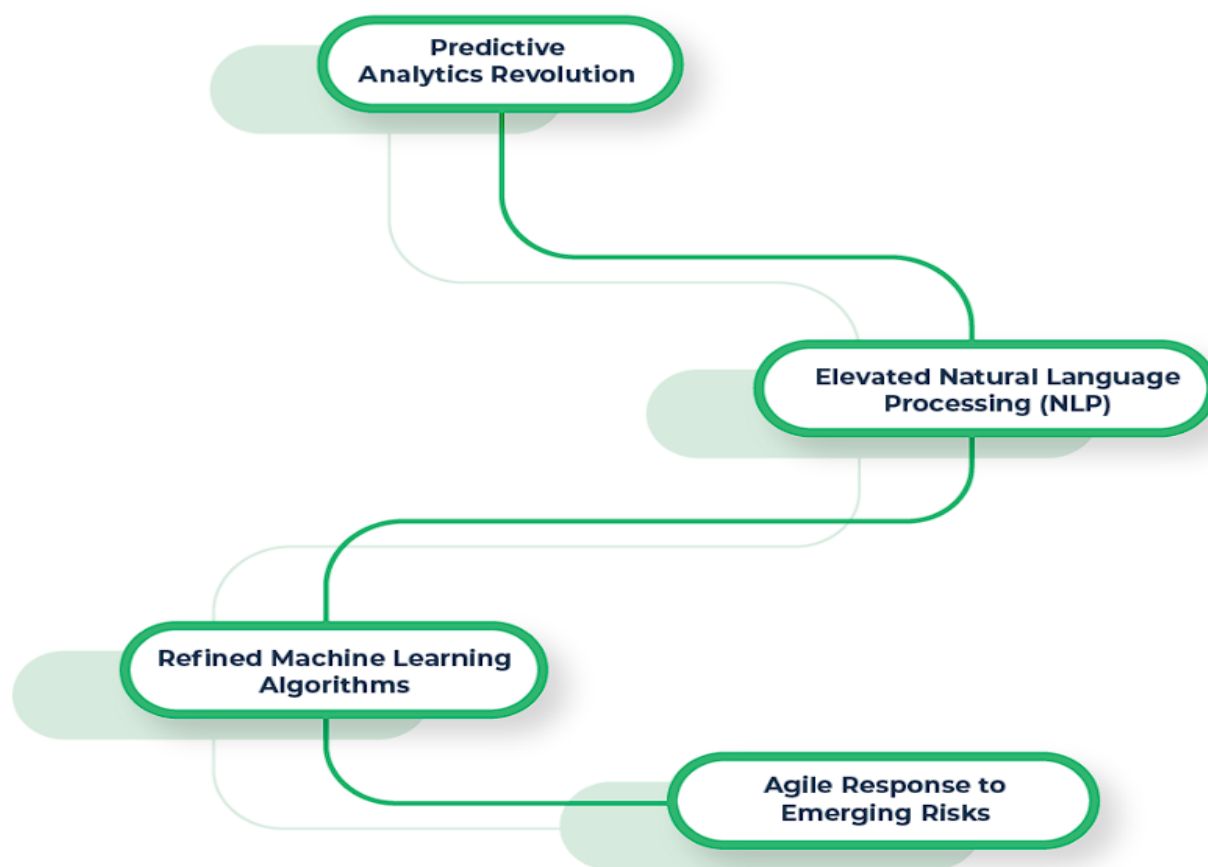 Predictive
Analytics Revolution
Elevated Natural Language
Processing (NLP)
Refined Machine Learning
Algorithms
Agile Response to
Emerging Risks